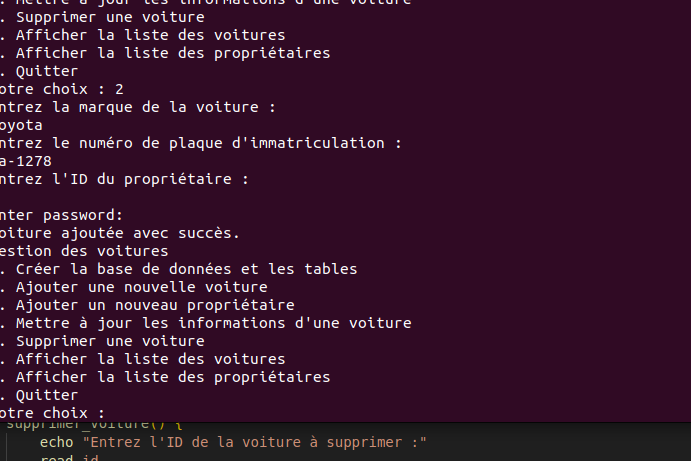 . Mettre à jour les informations d'une voiture
. Supprimer une voiture
. Afficher la liste des voitures
. Afficher la liste des propriétaires
. Quitter
otre choix : 2
ntrez la marque de la voiture :
oyota
ntrez le numéro de plaque d'immatriculation :
a-1278
ntrez l'ID du propriétaire :
nter password:
oiture ajoutée avec succès.
estion des voitures
. Créer la base de données et les tables
. Ajouter une nouvelle voiture
. Ajouter un nouveau propriétaire
. Mettre à jour les informations d'une voiture
. Supprimer une voiture
. Afficher la liste des voitures
. Afficher la liste des propriétaires
. Quitter
otre choix :
supprimer_voiture() {
echo "Entrez l'ID de la voiture à supprimer :"
read id